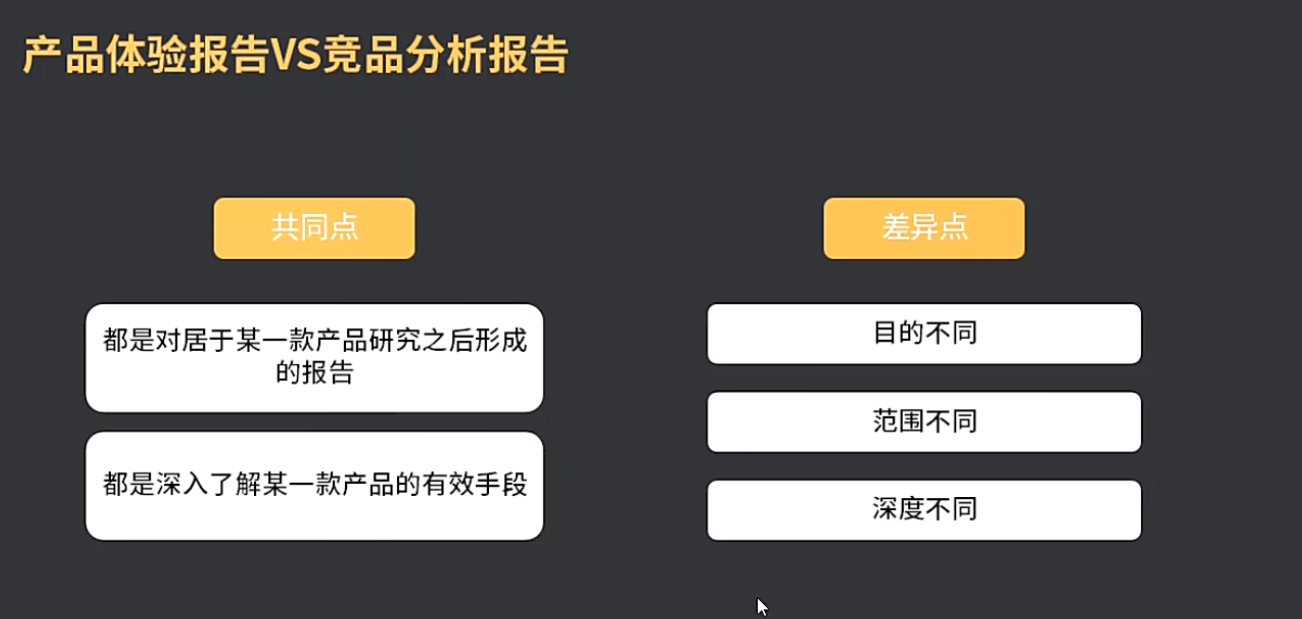 产品体验报告VS竞品分析报告
共同点
都是对居于某一款产品研究之后形成
的报告
都是深入了解某一款产品的有效手段
差异点
目的不同
范围不同
深度不同